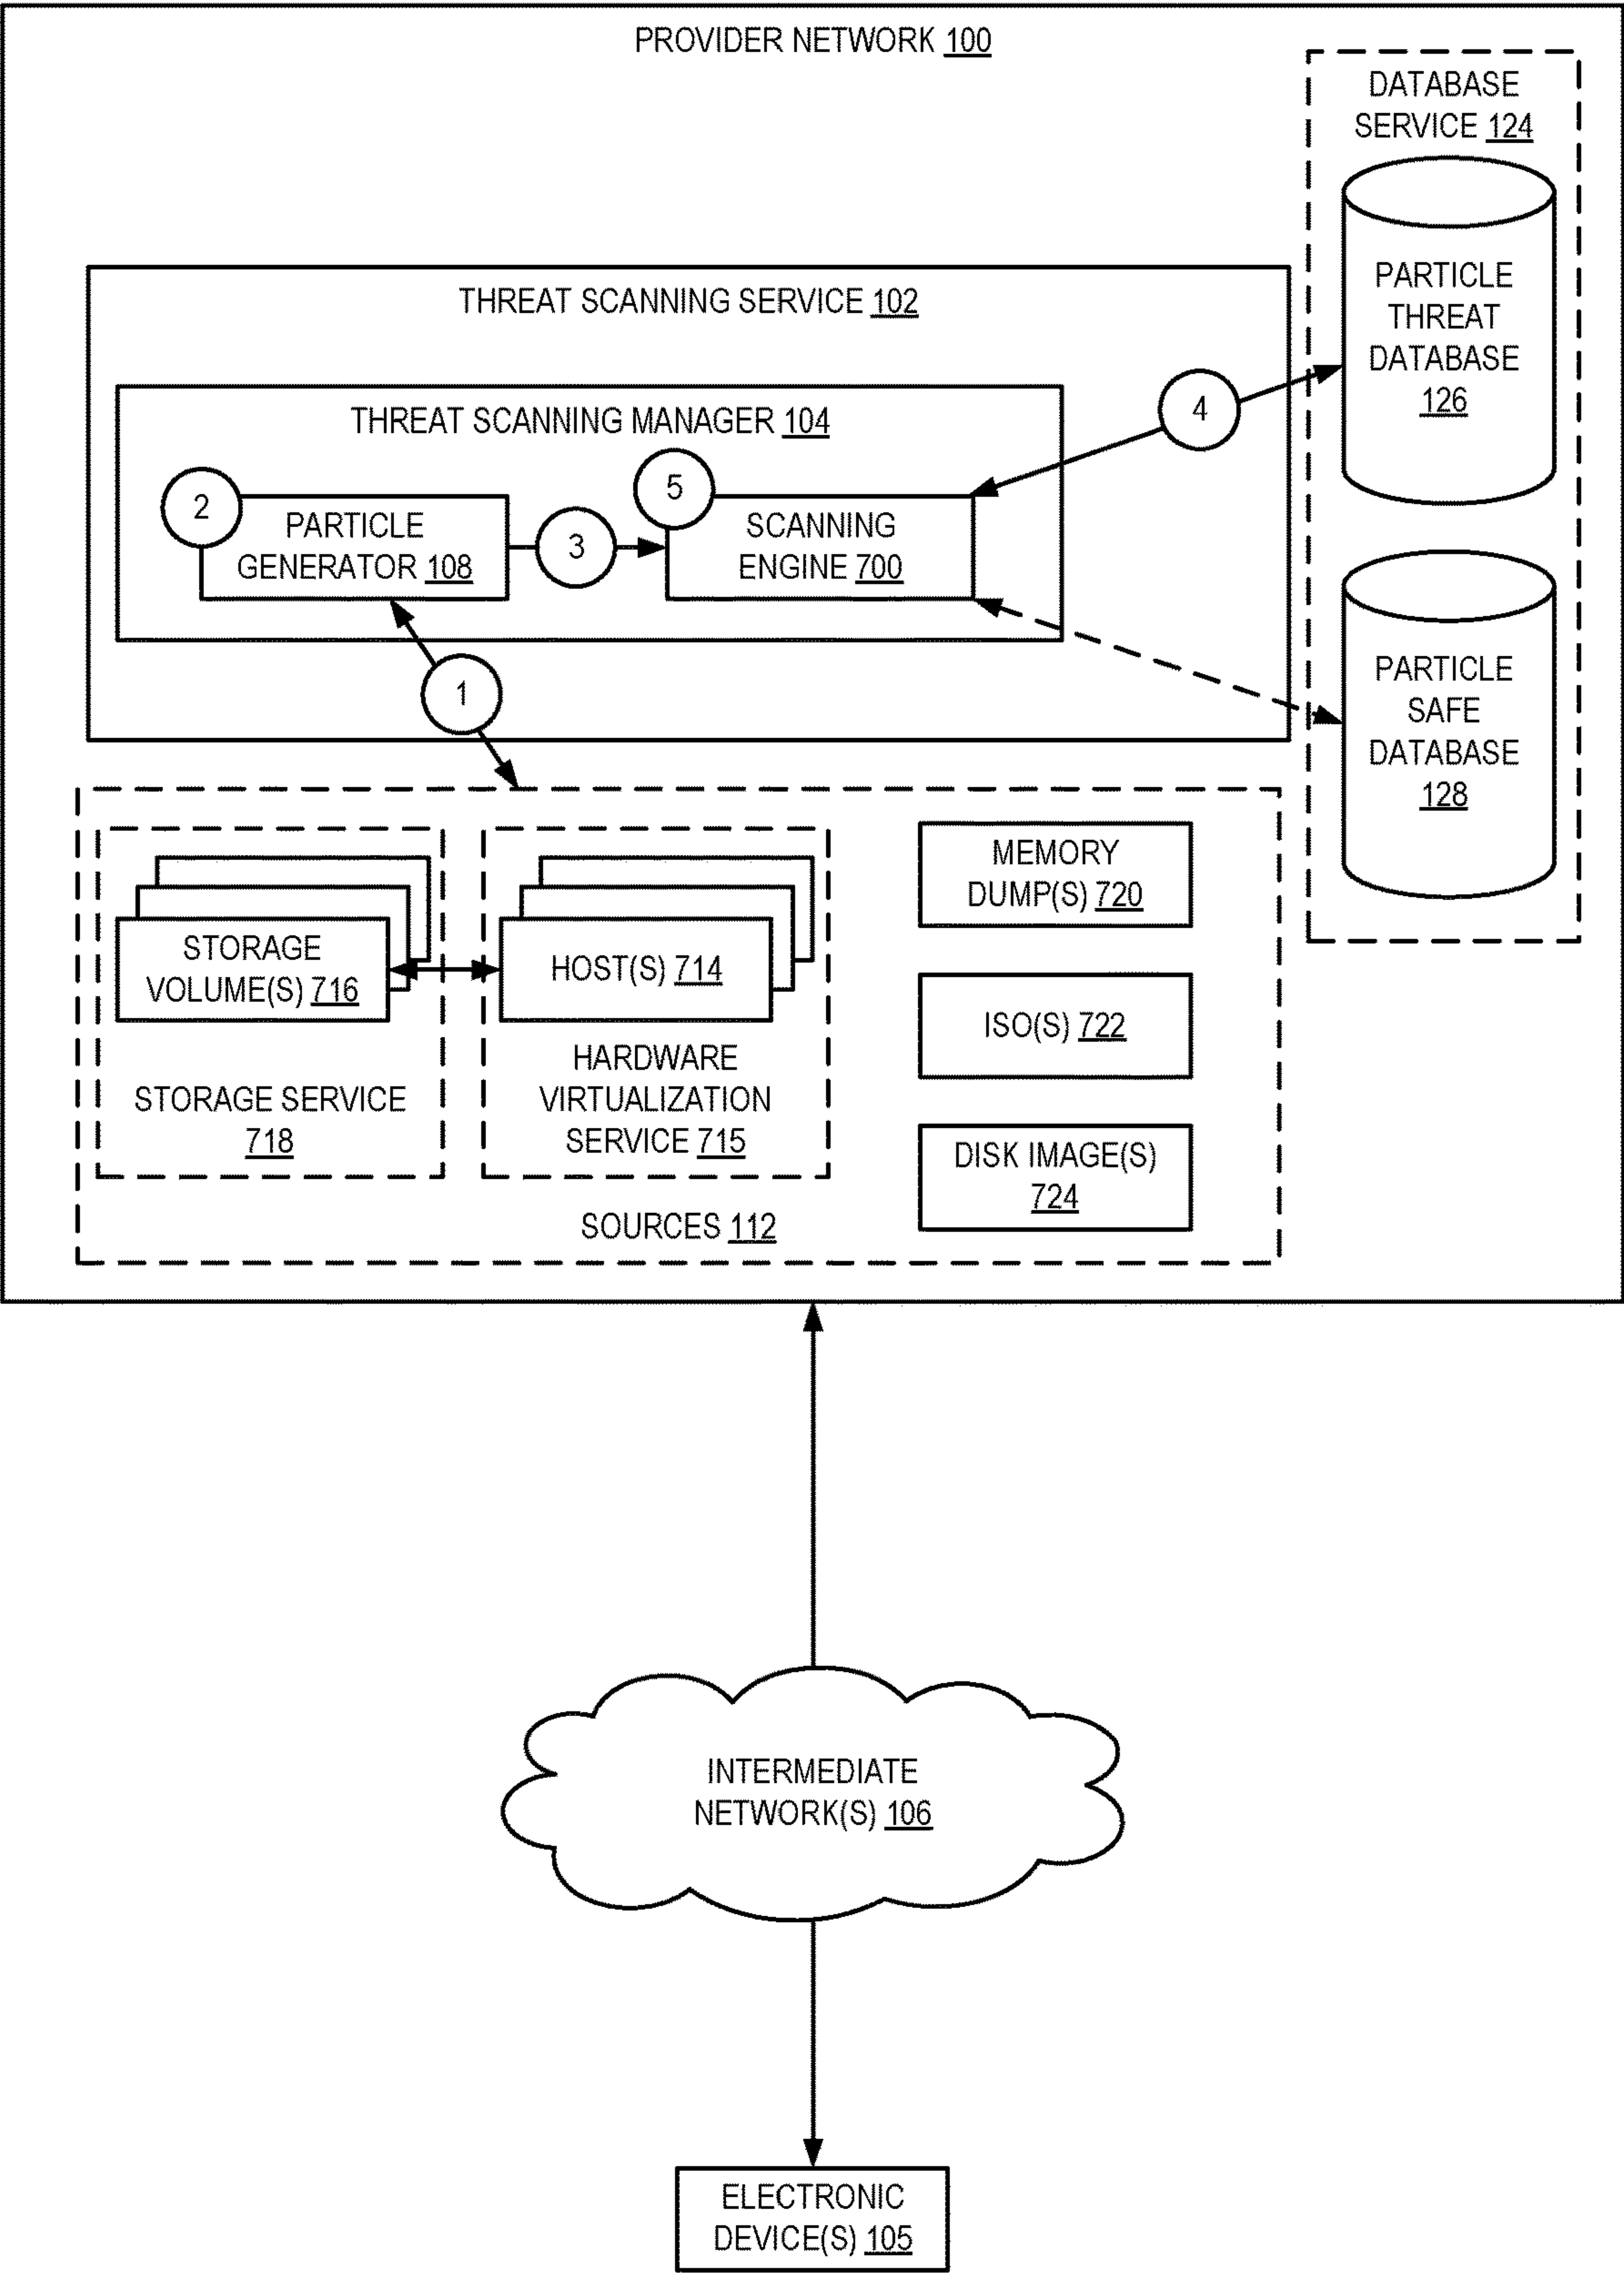 PROVIDER NETWORK 100
DATABASE
SERVICE 124
PARTICLE
THREAT
DATABASE
126
THREAT SCANNING SERVICE 102
THREAT SCANNING MANAGER 104
4
2
PARTICLE
GENERATOR 108
3
5
SCANNING
ENGINE 700
1
PARTICLE
SAFE
DATABASE
128
STORAGE
VOLUME(S) 716
STORAGE SERVICE
718
HOST(S) 714
HARDWARE
VIRTUALIZATION
SERVICE 715
MEMORY
DUMP(S) 720
ISO(S) 722
DISK IMAGE(S)
724
SOURCES 112
INTERMEDIATE
NETWORK(S) 106
ELECTRONIC
DEVICE(S) 105